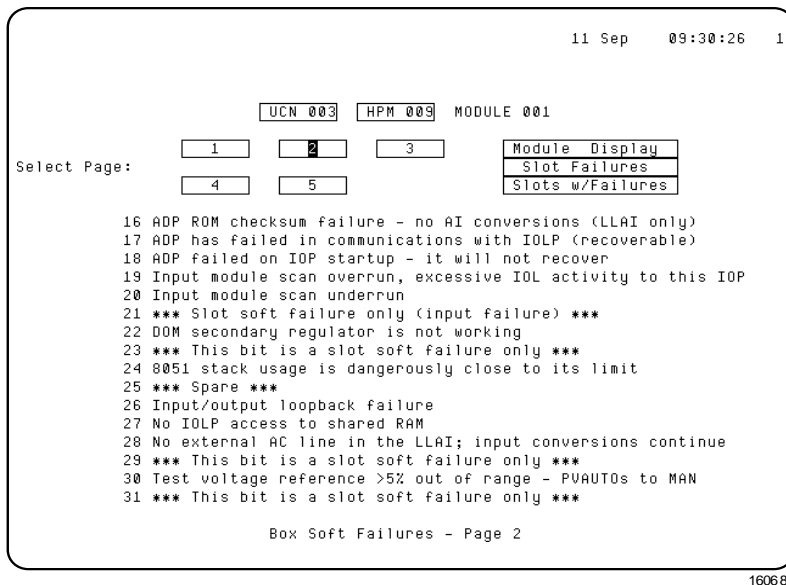 11 Sep 09:30:26 1
UCN 003 HPM 009 MODULE 001
1 2 3 Module Display
Select Page: Slot Failures
4 5 Slots w/Failures
16 ADP ROM checksum failure - no AI conversions (LLAI only)
17 ADP has failed in communications with IOLP (recoverable)
18 ADP failed on IOP startup - it will not recover
19 Input module scan overrun, excessive IOL activity to this IOP
20 Input module scan underrun
21 *** Slot soft failure only (input failure) ***
22 DOM secondary regulator is not working
23 *** This bit is a slot soft failure only ***
24 8051 stack usage is dangerously close to its limit
25 *** Spare ***
26 Input/output loopback failure
27 No IOLP access to shared RAM
28 No external AC line in the LLAI; input conversions continue
29 *** This bit is a slot soft failure only ***
30 Test voltage reference >5% out of range - PVAUTOs to MAN
31 *** This bit is a slot soft failure only ***
Box Soft Failures - Page 2
16068